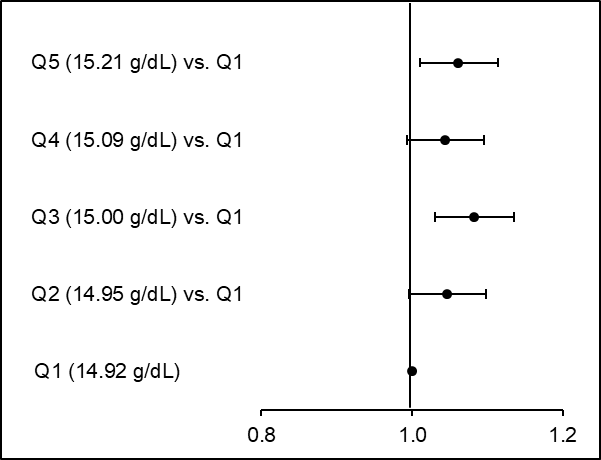 Q5 (15.21 g/dL) vs. Q1
Q4 (15.09 g/dL) vs. Q1
Q3 (15.00 g/dL) vs. Q1
Q2 (14.95 g/dL) vs. Q1
Q1 (14.92 g/dL)
0.8 1.0 1.2